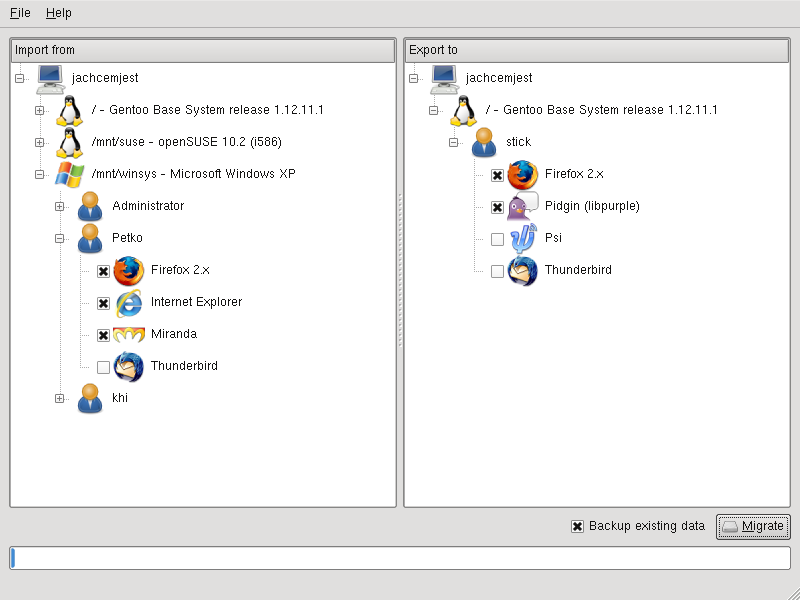 File Help
Import from
jachcemjest
/ - Gentoo Base System release 1.12.11.1
/mnt/suse - openSUSE 10.2 (i586)
/mnt/winsys - Microsoft Windows XP
Administrator
Petko
Firefox 2.x
Internet Explorer
Miranda
Thunderbird
khi
Export to
jachcemjest
/ - Gentoo Base System release 1.12.11.1
stick
Firefox 2.x
Pidgin (libpurple)
Psi
Thunderbird
Backup existing data
Migrate